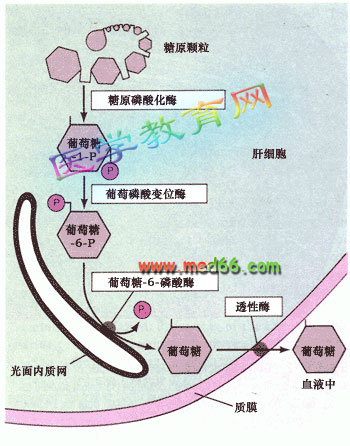 糖原颗粒
糖原磷酸化酶
葡萄糖
-1-P
P
医学教育网
肝细胞
葡萄磷酸变位酶
P
葡萄糖
-6-P
www.med66.com
葡萄糖-6-磷酸酶
P
透性酶
葡萄糖
葡萄糖
光面内质网
血液中
质膜